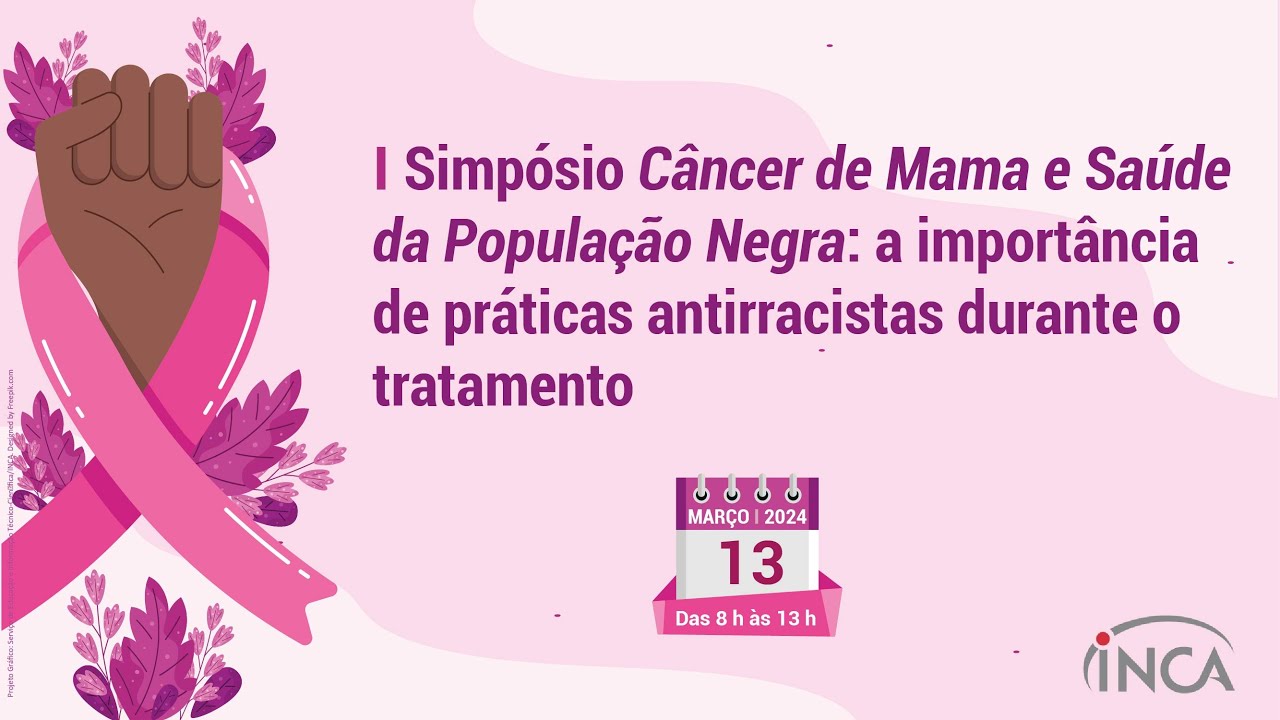 I Simpósio Câncer de Mama e Saúde
da População Negra: a importância
de práticas antirracistas durante o
tratamento
MARÇO | 2024
13
Das 8 h às 13 h
INCA